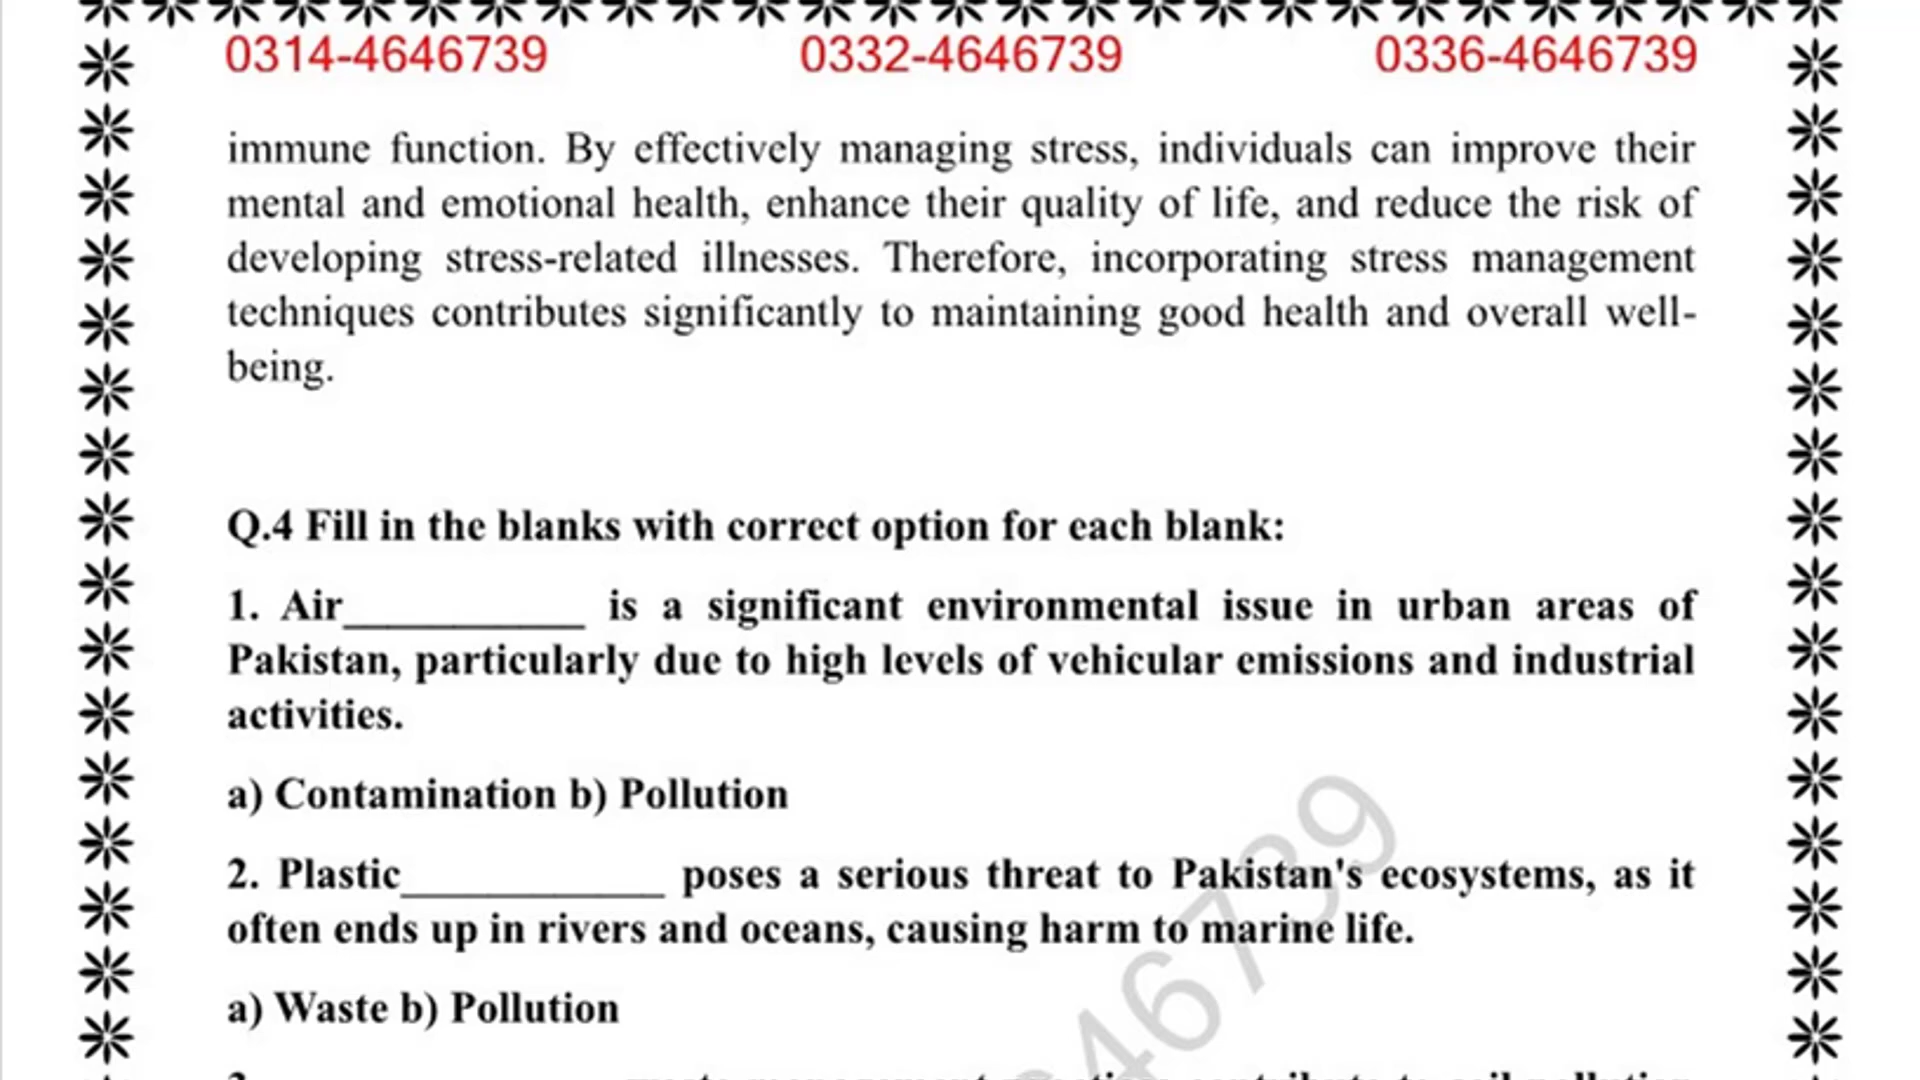 0314-4646739 0332-4646739 0336-4646739
immune function. By effectively managing stress, individuals can improve their
mental and emotional health, enhance their quality of life, and reduce the risk of
developing stress-related illnesses. Therefore, incorporating stress management
techniques contributes significantly to maintaining good health and overall well-
being.
Q.4 Fill in the blanks with correct option for each blank:
1. Air___________ is a significant environmental issue in urban areas of
Pakistan, particularly due to high levels of vehicular emissions and industrial
activities.
a) Contamination b) Pollution
2. Plastic____________ poses a serious threat to Pakistan's ecosystems, as it
often ends up in rivers and oceans, causing harm to marine life.
a) Waste b) Pollution
46739